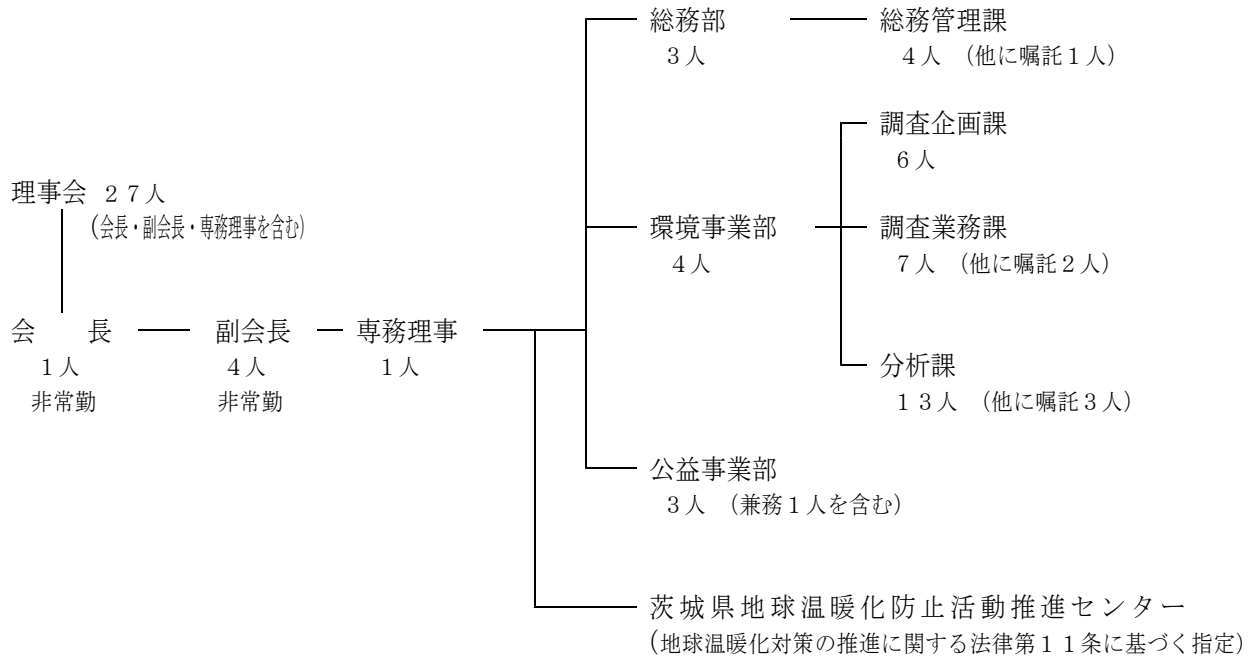 総務部
3人
総務管理課
4人 (他に嘱託1人)
調査企画課
6人
理事会 27人
(会長・副会長・専務理事を含む)
環境事業部
4人
調査業務課
7人 (他に嘱託2人)
会 長
1人
非常勤
副会長
4人
非常勤
専務理事
1人
分析課
13人 (他に嘱託3人)
公益事業部
3人 (兼務1人を含む)
茨城県地球温暖化防止活動推進センター
(地球温暖化対策の推進に関する法律第11条に基づく指定)